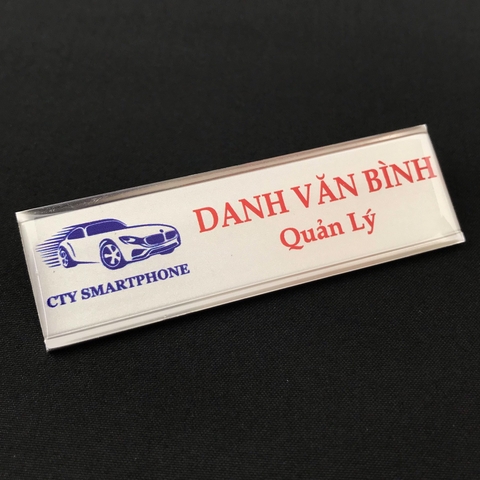 DANH VĂN BÌNH
Quản Lý
CTY SMARTPHONE